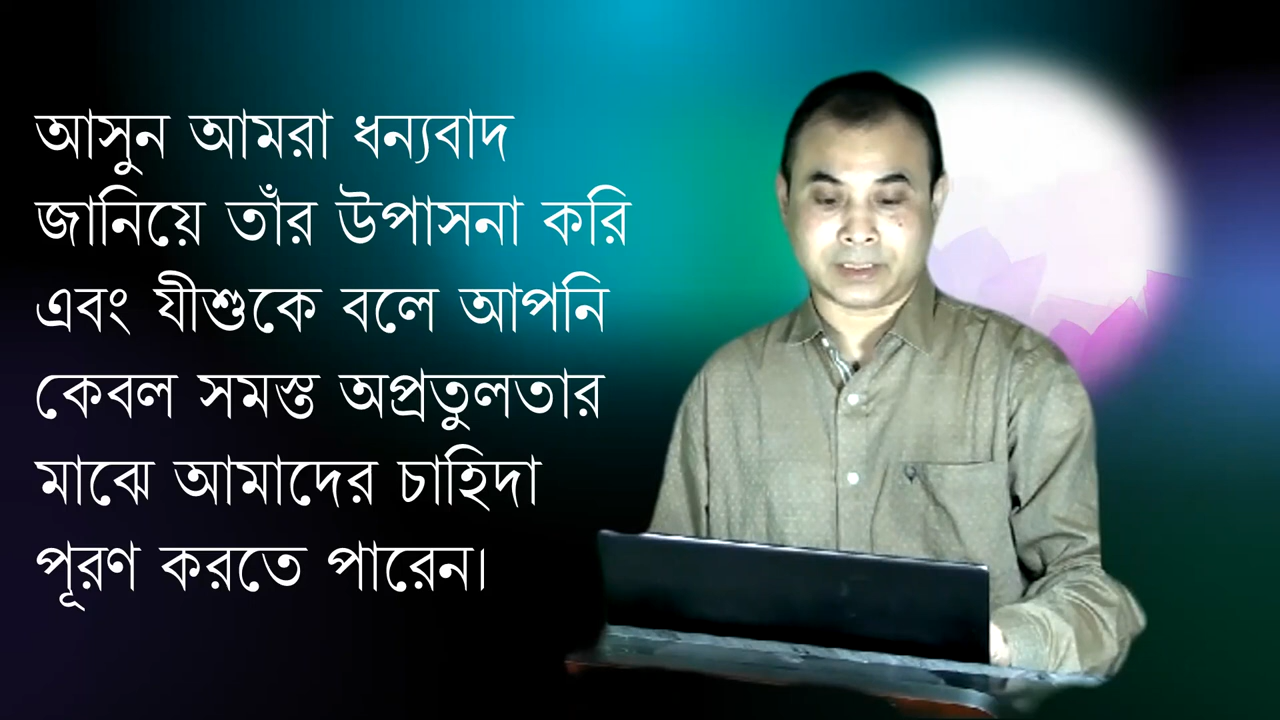 আসুন আমরা ধন্যবাদ
জানিয়ে তাঁর উপাসনা করি
এবং যীশুকে বলে আপনি
কেবল সমস্ত অপ্রতুলতার
মাঝে আমাদের চাহিদা
পূরণ করতে পারেন।